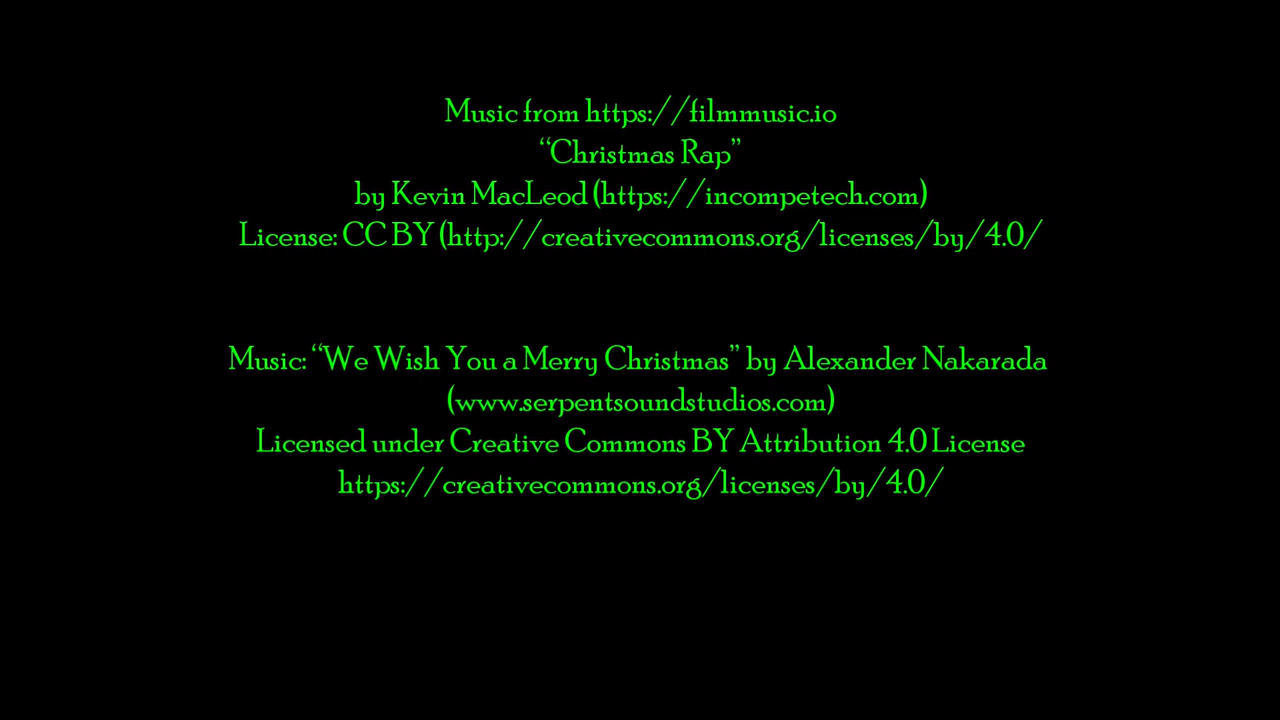 Music from https://filmmusic.io
“Christmas Rap”
by Kevin MacLeod (https://incompetech.com)
License: CC BY (http://creativecommons.org/licenses/by/4.0/
Music: “We Wish You a Merry Christmas” by Alexander Nakarada
(www.serpentsoundstudios.com)
Licensed under Creative Commons BY Attribution 4.0 License
https://creativecommons.org/licenses/by/4.0/